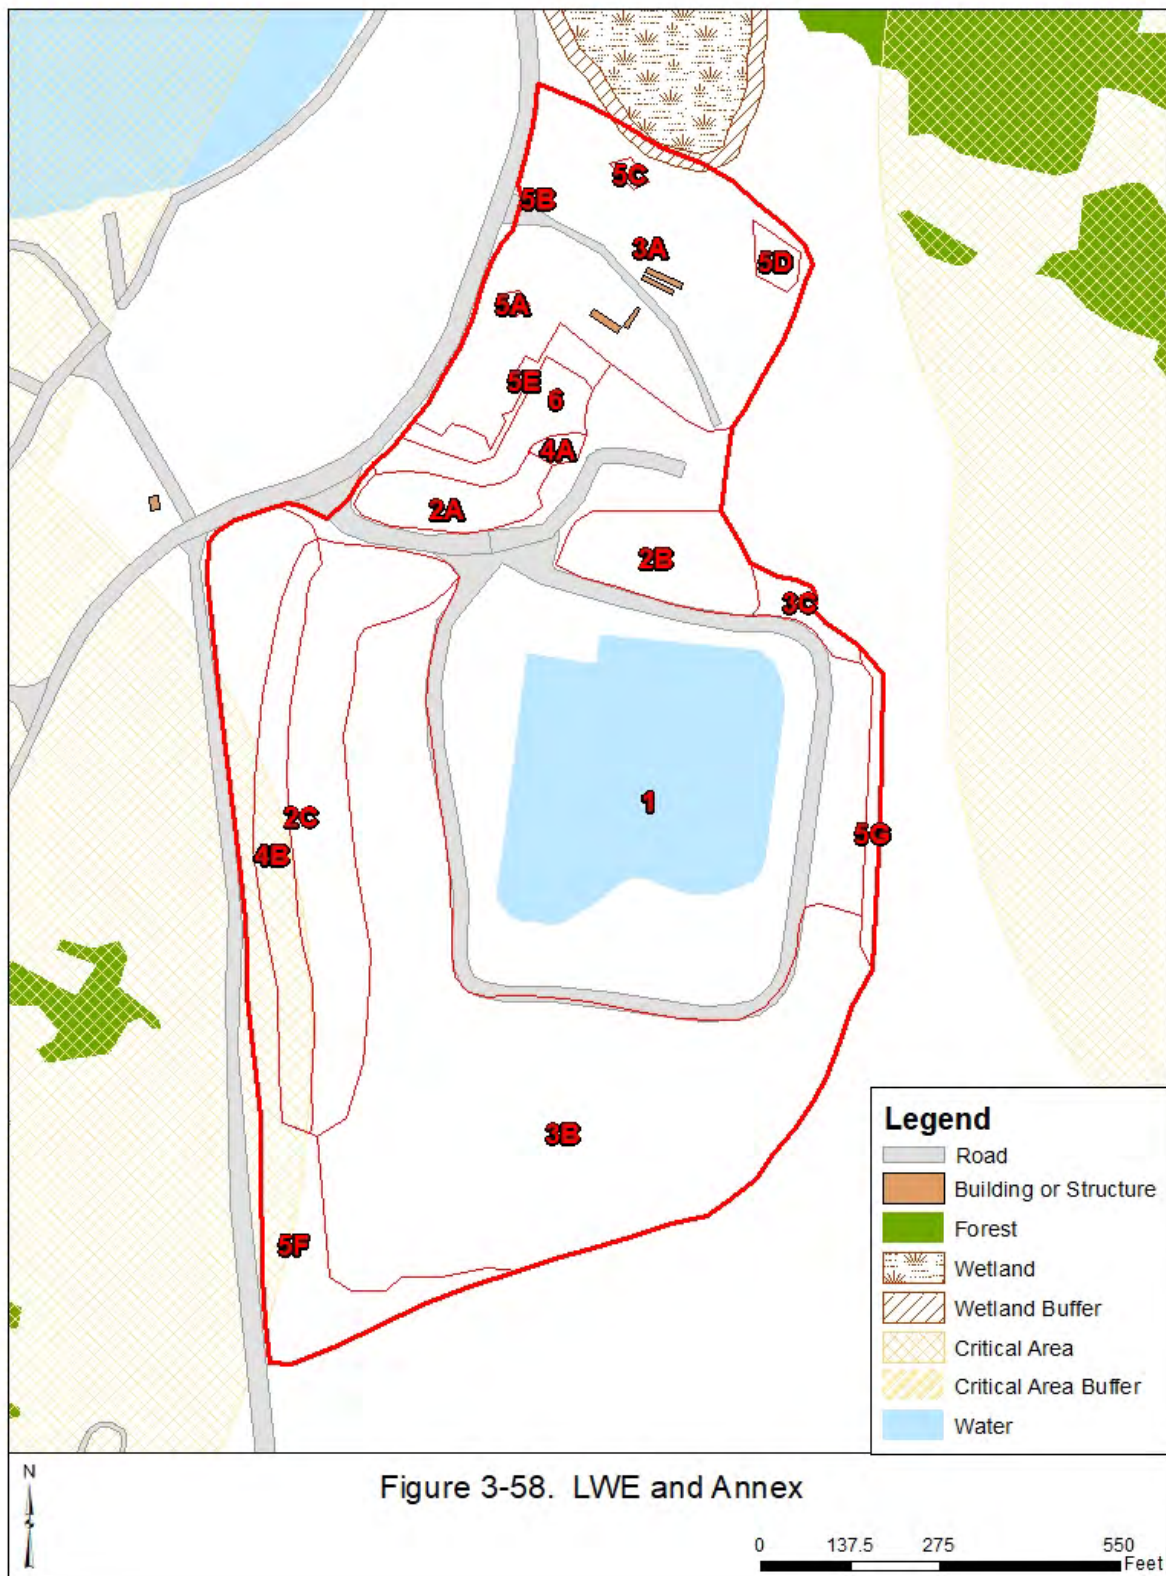 5C
5B
3A
5D
5A
5E
6
4A
2A
2B
3C
1
2C
5G
4B
3B
5F
Legend
Road
Building or Structure
Forest
Wetland
Wetland Buffer
Critical Area
Critical Area Buffer
Water
N
Figure 3-58. LWE and Annex
0 137.5 275 550
Feet